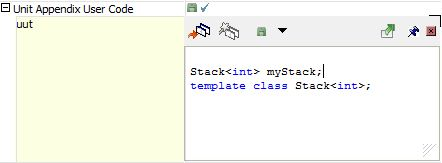 Unit Appendix User Code
uut
Stack<int> myStack;
template class Stack<int>;